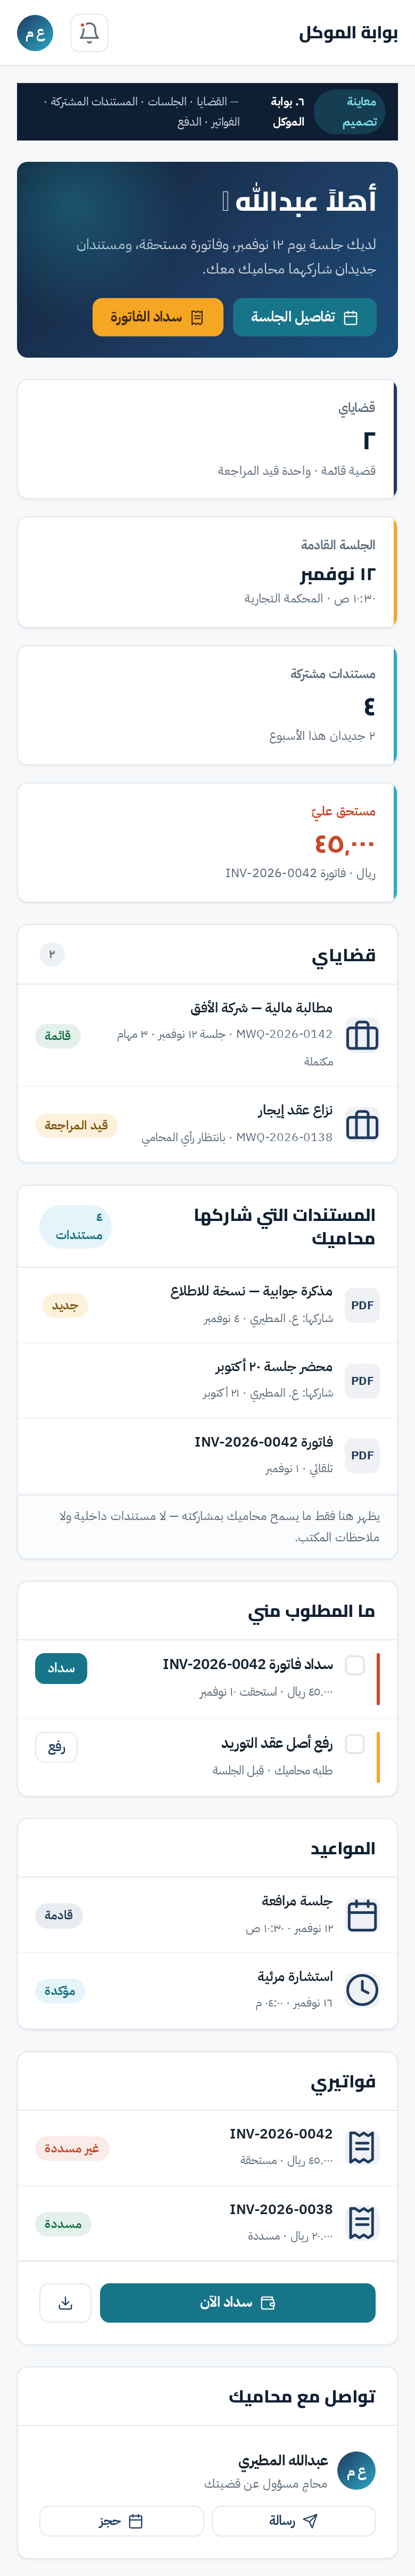 بوابة الموكل
ع م
معاينة تصميم
٦. بوابة الموكل
— القضايا · الجلسات · المستندات المشتركة · الفواتير · الدفع
أهلاً عبدالله
لديك جلسة يوم ١٢ نوفمبر، وفاتورة مستحقة، ومستندان
جديدان شاركهما محاميك معك.
تفاصيل الجلسة
سداد الفاتورة
قضاياي
٢
قضية قائمة · واحدة قيد المراجعة
الجلسة القادمة
١٢ نوفمبر
١٠:٣٠ ص · المحكمة التجارية
مستندات مشتركة
٤
٢ جديدان هذا الأسبوع
مستحق عليّ
٤٥,٠٠٠
ريال · فاتورة INV-2026-0042
قضاياي
٢
مطالبة مالية — شركة الأفق
MWQ-2026-0142 · جلسة ١٢ نوفمبر · ٣ مهام
مكتملة
قائمة
نزاع عقد إيجار
MWQ-2026-0138 · بانتظار رأي المحامي
قيد المراجعة
المستندات التي شاركها
محاميك
٤
مستندات
PDF
مذكرة جوابية — نسخة للاطلاع
شاركها: ع. المطيري · ٤ نوفمبر
جديد
PDF
محضر جلسة ٢٠ أكتوبر
شاركها: ع. المطيري · ٢١ أكتوبر
PDF
فاتورة INV-2026-0042
تلقائي · ١ نوفمبر
يظهر هنا فقط ما يسمح محاميك بمشاركته — لا مستندات داخلية ولا
ملاحظات المكتب.
ما المطلوب مني
سداد فاتورة INV-2026-0042
٤٥,٠٠٠ ريال · استحقت ١٠ نوفمبر
سداد
رفع أصل عقد التوريد
طلبه محاميك · قبل الجلسة
رفع
المواعيد
جلسة مرافعة
١٢ نوفمبر · ١٠:٣٠ ص
قادمة
استشارة مرئية
١٦ نوفمبر · ٠٤:٠٠ م
مؤكدة
فواتيري
INV-2026-0042
٤٥,٠٠٠ ريال · مستحقة
غير مسددة
INV-2026-0038
٢٠,٠٠٠ ريال · مسددة
مسددة
سداد الآن
تواصل مع محاميك
ع م
عبدالله المطيري
محامٍ مسؤول عن قضيتك
رسالة
حجز